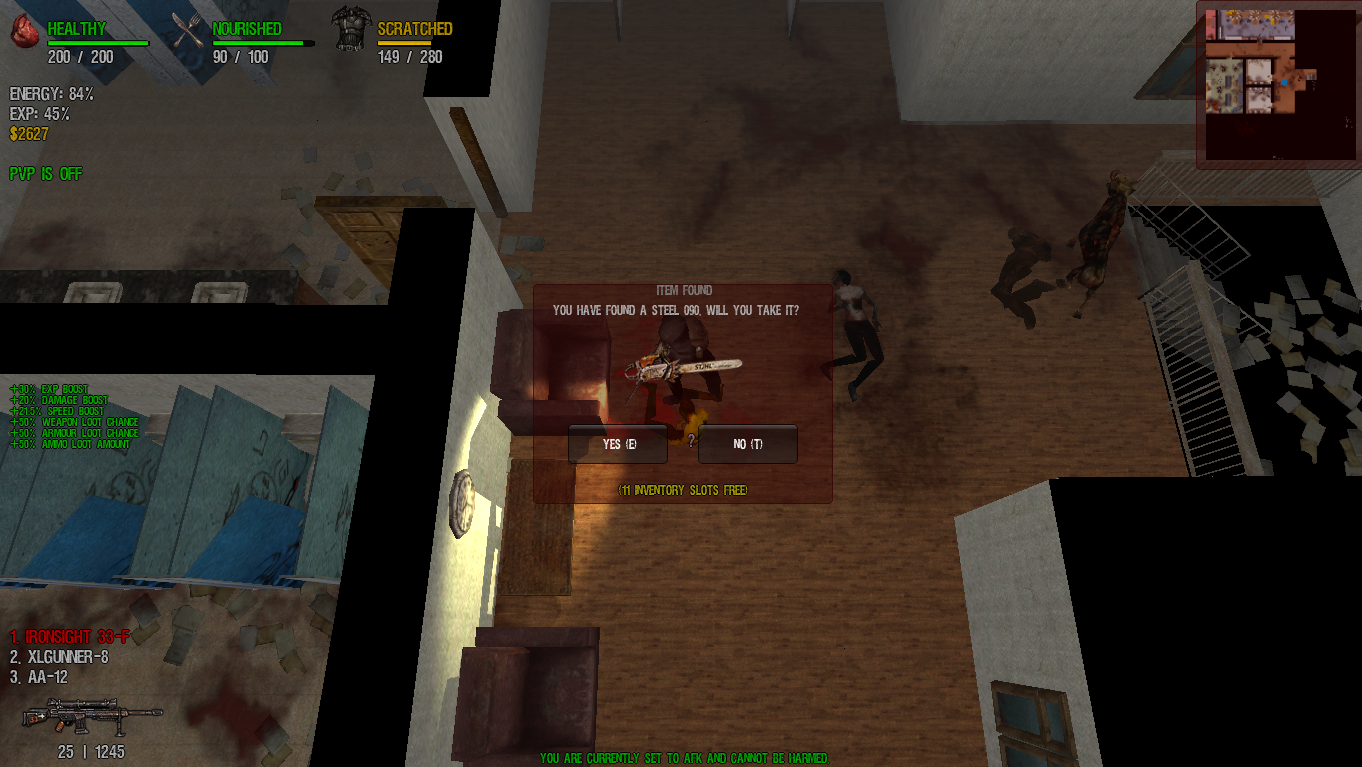 HEALTHY
200 / 200
NOURISHED
90 / 100
SCRATCHED
149 / 280
ENERGY: 84%
EXP: 45%
$2627
PVP IS OFF
ITEM FOUND
YOU HAVE FOUND A STEEL 090, WILL YOU TAKE IT?
STJHL
YES (E)
?
NO (T)
(11 INVENTORY SLOTS FREE)
+30% EXP BOOST
+20% DAMAGE BOOST
+21.5% SPEED BOOST
+50% WEAPON LOOT CHANCE
+50% ARMOUR LOOT CHANCE
+50% AMMO LOOT AMOUNT
1. IRONSIGHT 33-F
2. XLGUNNER-8
3. AA-12
25 | 1245
YOU ARE CURRENTLY SET TO AFK AND CANNOT BE HARMED.